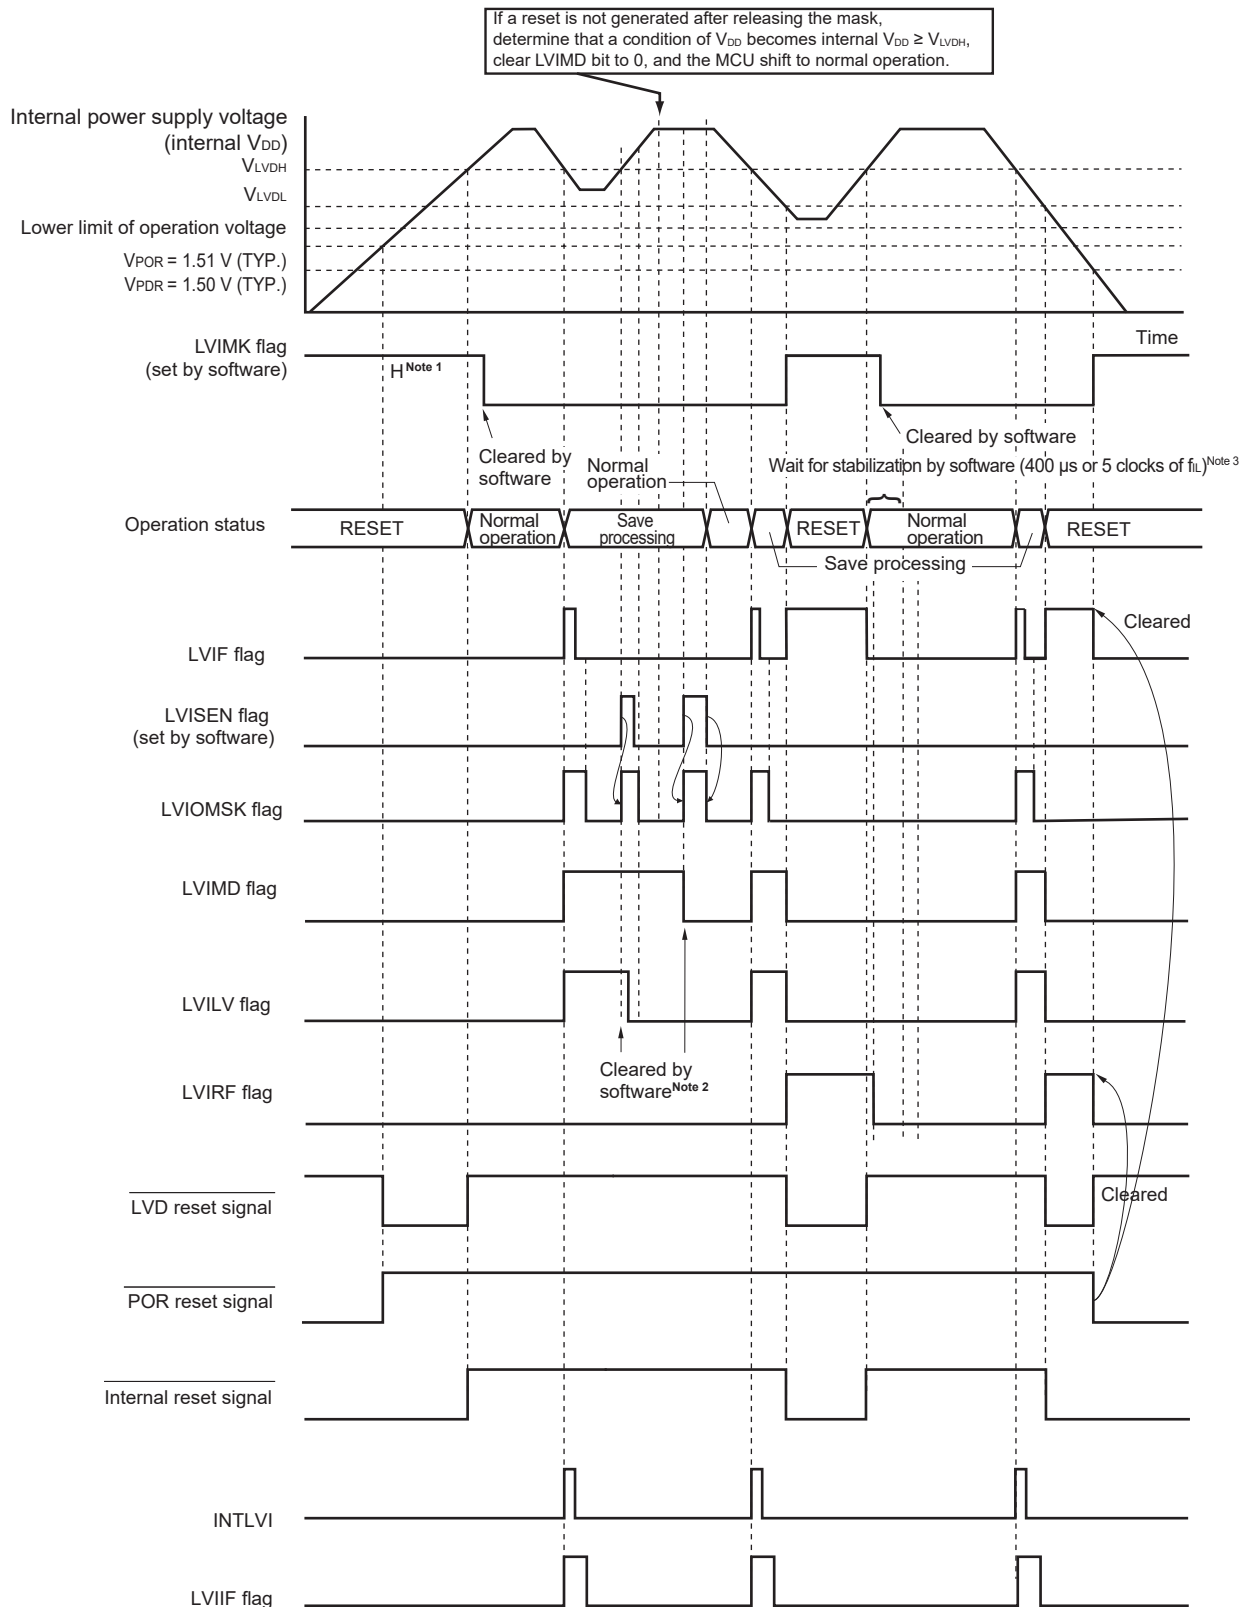 If a reset is not generated after releasing the mask,
determine that a condition of VDD becomes internal VDD ≥ VLVDH,
clear LVIMD bit to 0, and the MCU shift to normal operation.
Internal power supply voltage
(internal VDD)
VLVDH
VLVDL
Lower limit of operation voltage
VPOR = 1.51 V (TYP.)
VPDR = 1.50 V (TYP.)
Time
LVIMK flag
(set by software)
H Note 1
Cleared by
software
Cleared by software
Normal
operation
Wait for stabilization by software (400 µs or 5 clocks of fIL) Note 3
Operation status
RESET
Normal
operation
Save
processing
RESET
Normal
operation
RESET
Save processing
Cleared
LVIF flag
LVISEN flag
(set by software)
LVIOMSK flag
LVIMD flag
LVILV flag
Cleared by
software Note 2
LVIRF flag
LVD reset signal
Cleared
POR reset signal
Internal reset signal
INTLVI
LVIIF flag